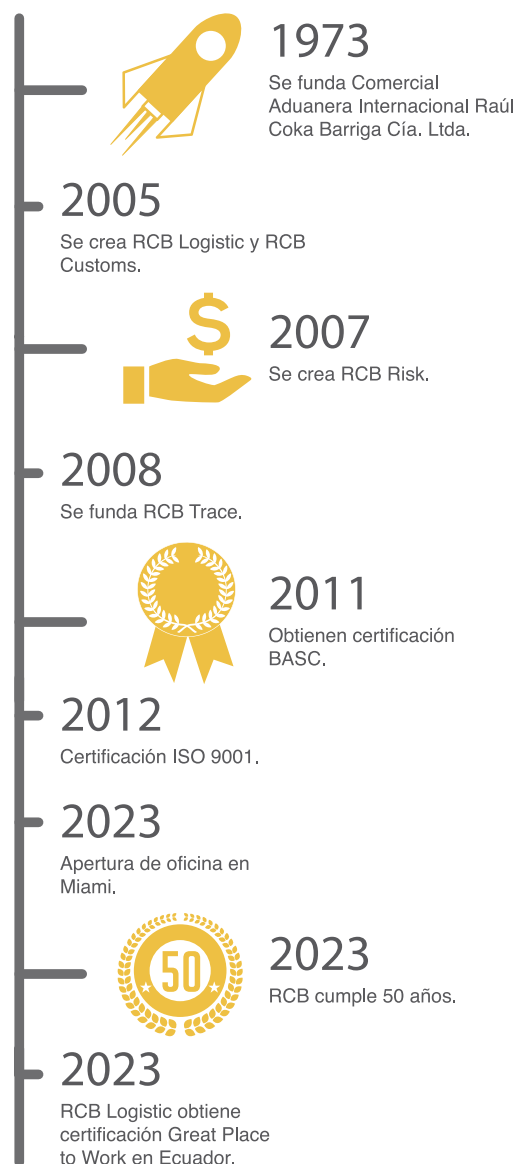 1973
Se funda Comercial
Aduanera Internacional Raúl
Coka Barriga Cía. Ltda.
2005
Se crea RCB Logistic y RCB
Customs.
$
2007
Se crea RCB Risk.
2008
Se funda RCB Trace.
2011
Obtienen certificación
BASC.
2012
Certificación ISO 9001.
2023
Apertura de oficina en
Miami.
50
2023
RCB cumple 50 años.
2023
RCB Logistic obtiene
certificación Great Place
to Work en Ecuador.